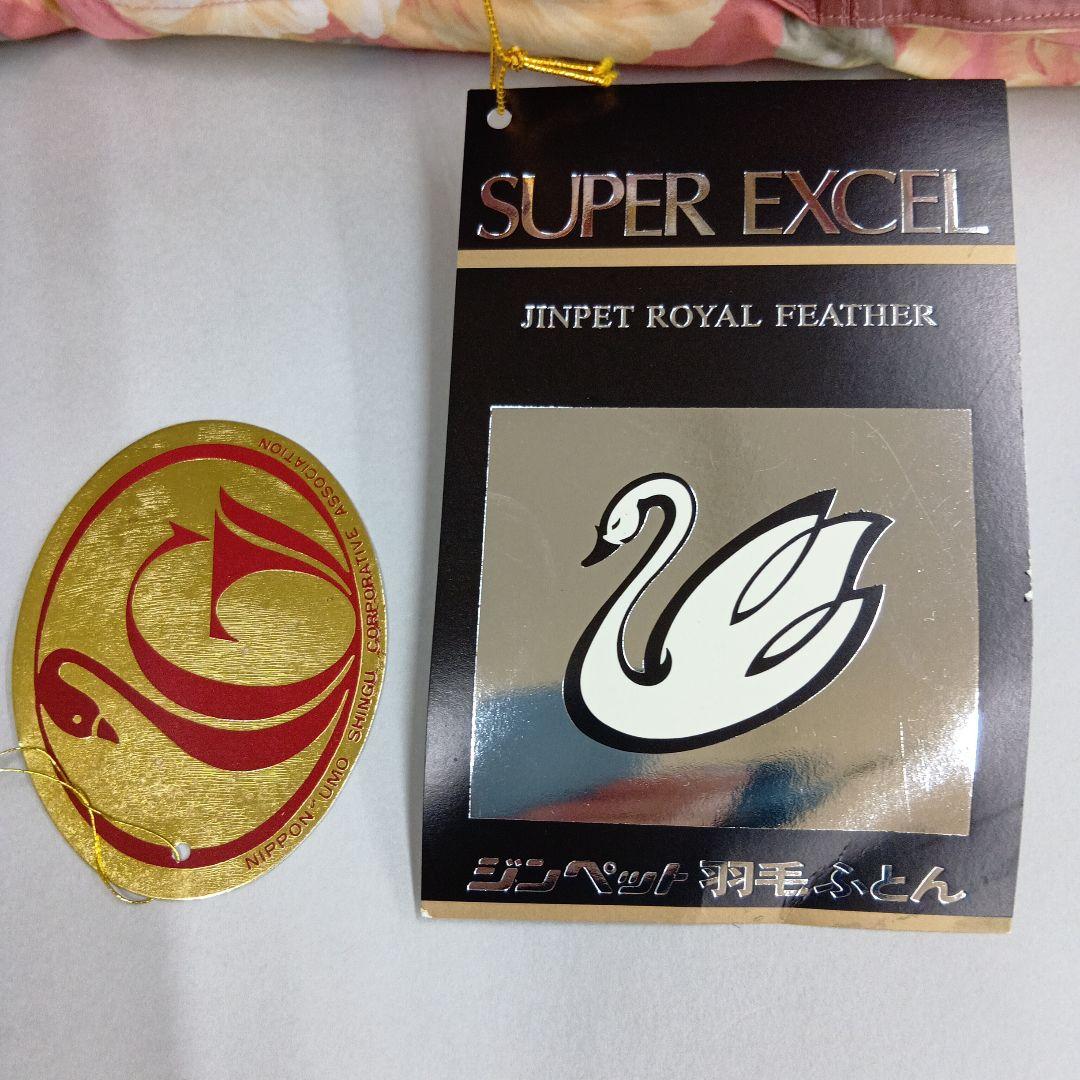 SUPER EXCEL
JINPET ROYAL FEATHER
ジンペット羽毛ふとん
NIPPON UMO SHINGU CORPORATIVE ASSOCIATION